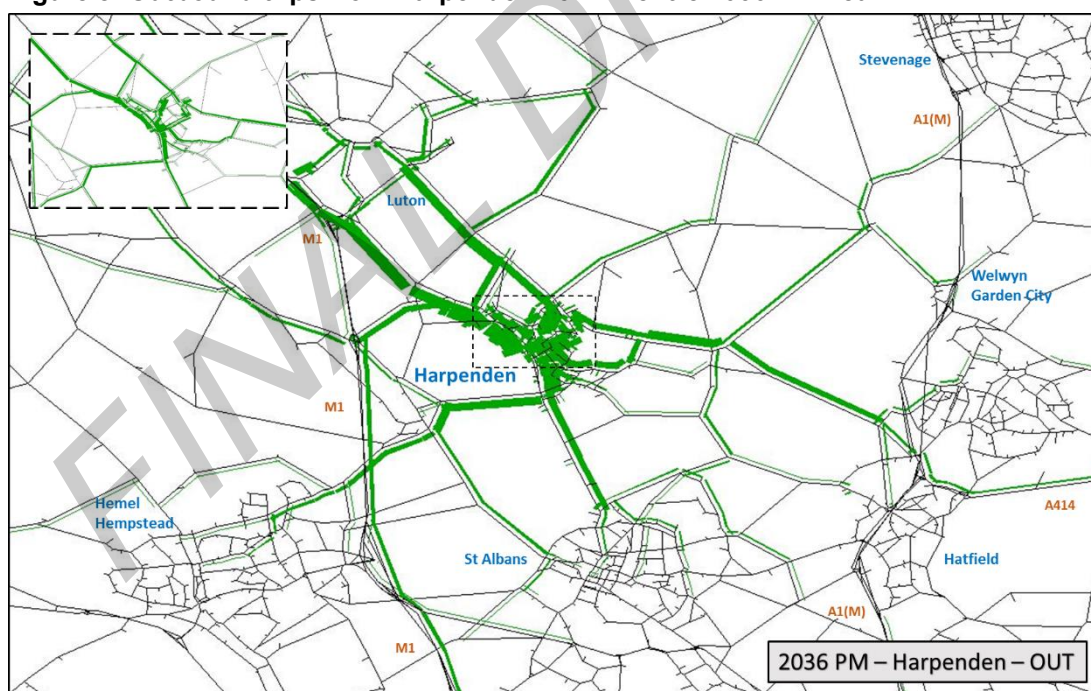 Stevenage
A1(M)
Luton
M1
Welwyn
Garden City
Harpenden
M1
Hemel
Hempstead
A414
St Albans
Hatfield
A1(M)
M1
2036 PM – Harpenden – OUT
FINAL